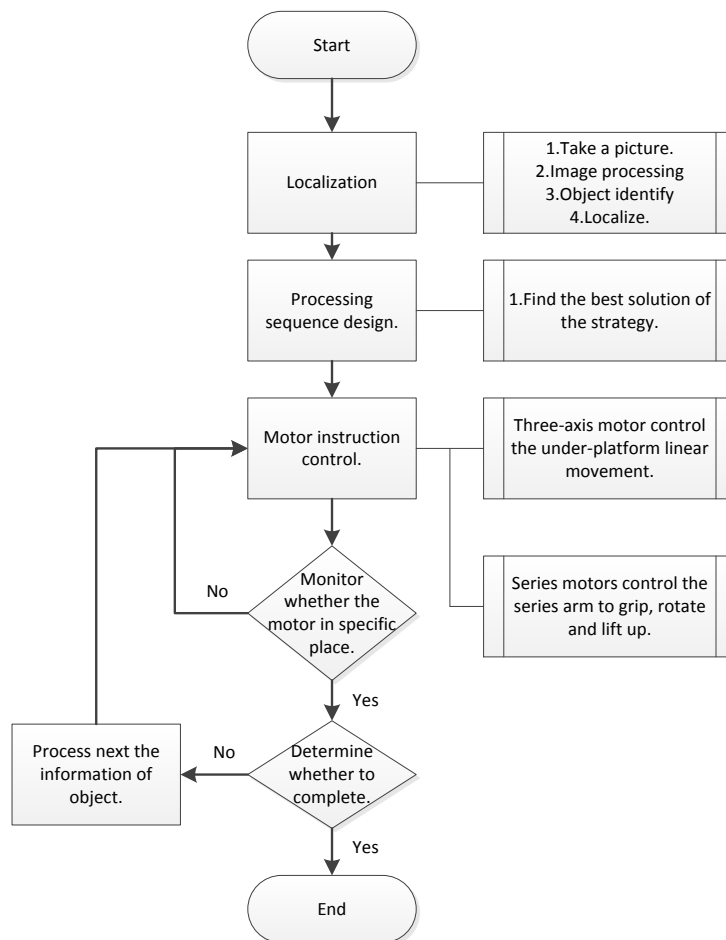 Start
Localization
1.Take a picture.
2.Image processing
3.Object identify
4.Localize.
Processing
sequence design.
1.Find the best solution of
the strategy.
Motor instruction
control.
Three-axis motor control
the under-platform linear
movement.
No
Monitor
whether the
motor in specific
place.
Series motors control the
series arm to grip, rotate
and lift up.
Yes
Process next the
information of
object.
No
Determine
whether to
complete.
Yes
End